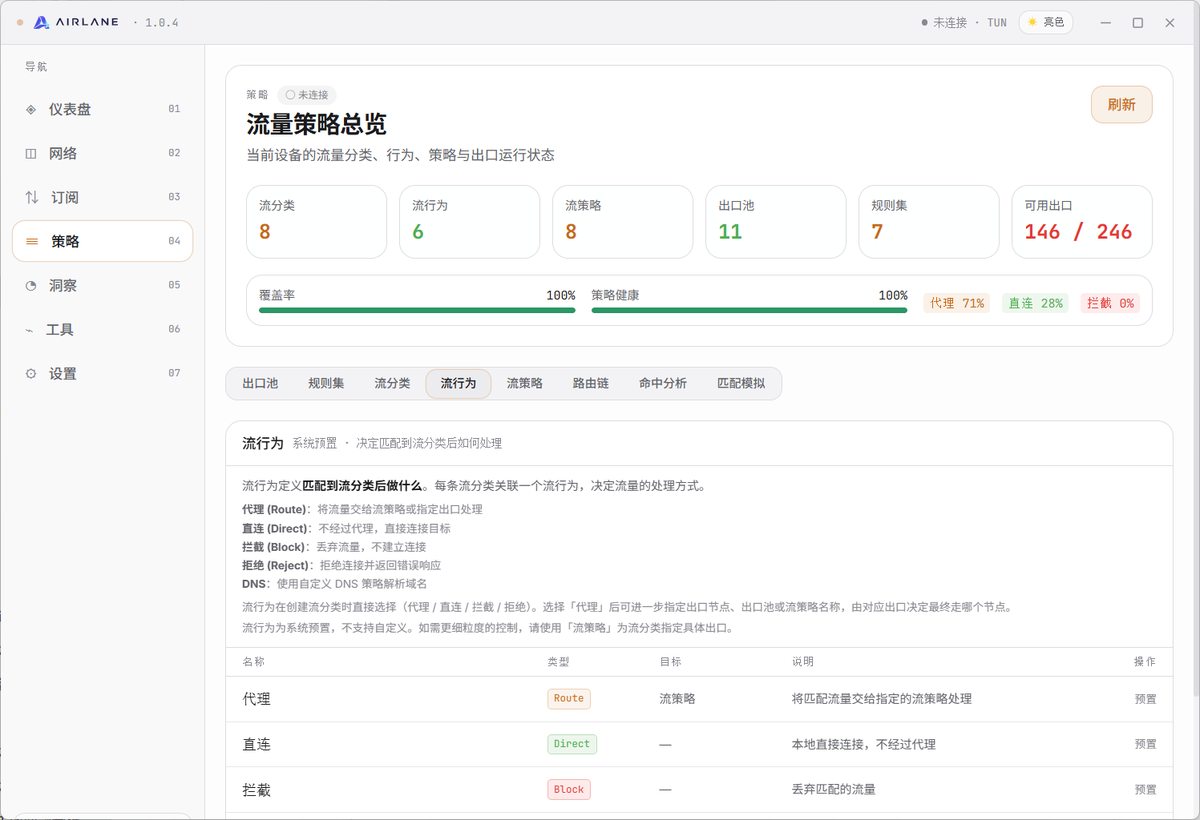 AIRLANE · 1.0.4
未连接 · TUN 亮色
导航
仪表盘 01
网络 02
订阅 03
策略 04
洞察 05
工具 06
设置 07
策略 未连接
刷新
流量策略总览
当前设备的流量分类、行为、策略与出口运行状态
流分类 流行为 流策略 出口池 规则集 可用出口
8 6 8 11 7 146 / 246
覆盖率 100% 策略健康 100% 代理 71% 直连 28% 拦截 0%
出口池 规则集 流分类 流行为 流策略 路由链 命中分析 匹配模拟
流行为 系统预置 · 决定匹配到流分类后如何处理
流行为定义匹配到流分类后做什么。每条流分类关联一个流行为，决定流量的处理方式。
代理 (Route)：将流量交给流策略或指定出口处理
直连 (Direct)：不经过代理，直接连接目标
拦截 (Block)：丢弃流量，不建立连接
拒绝 (Reject)：拒绝连接并返回错误响应
DNS：使用自定义 DNS 策略解析域名
流行为在创建流分类时直接选择（代理 / 直连 / 拦截 / 拒绝）。选择「代理」后可进一步指定出口节点、出口池或流策略名称，由对应出口决定最终走哪个节点。
流行为为系统预置，不支持自定义。如需更细粒度的控制，请使用「流策略」为流分类指定具体出口。
名称 类型 目标 说明 操作
代理 Route 流策略 将匹配流量交给指定的流策略处理 预置
直连 Direct — 本地直接连接，不经过代理 预置
拦截 Block — 丢弃匹配的流量 预置